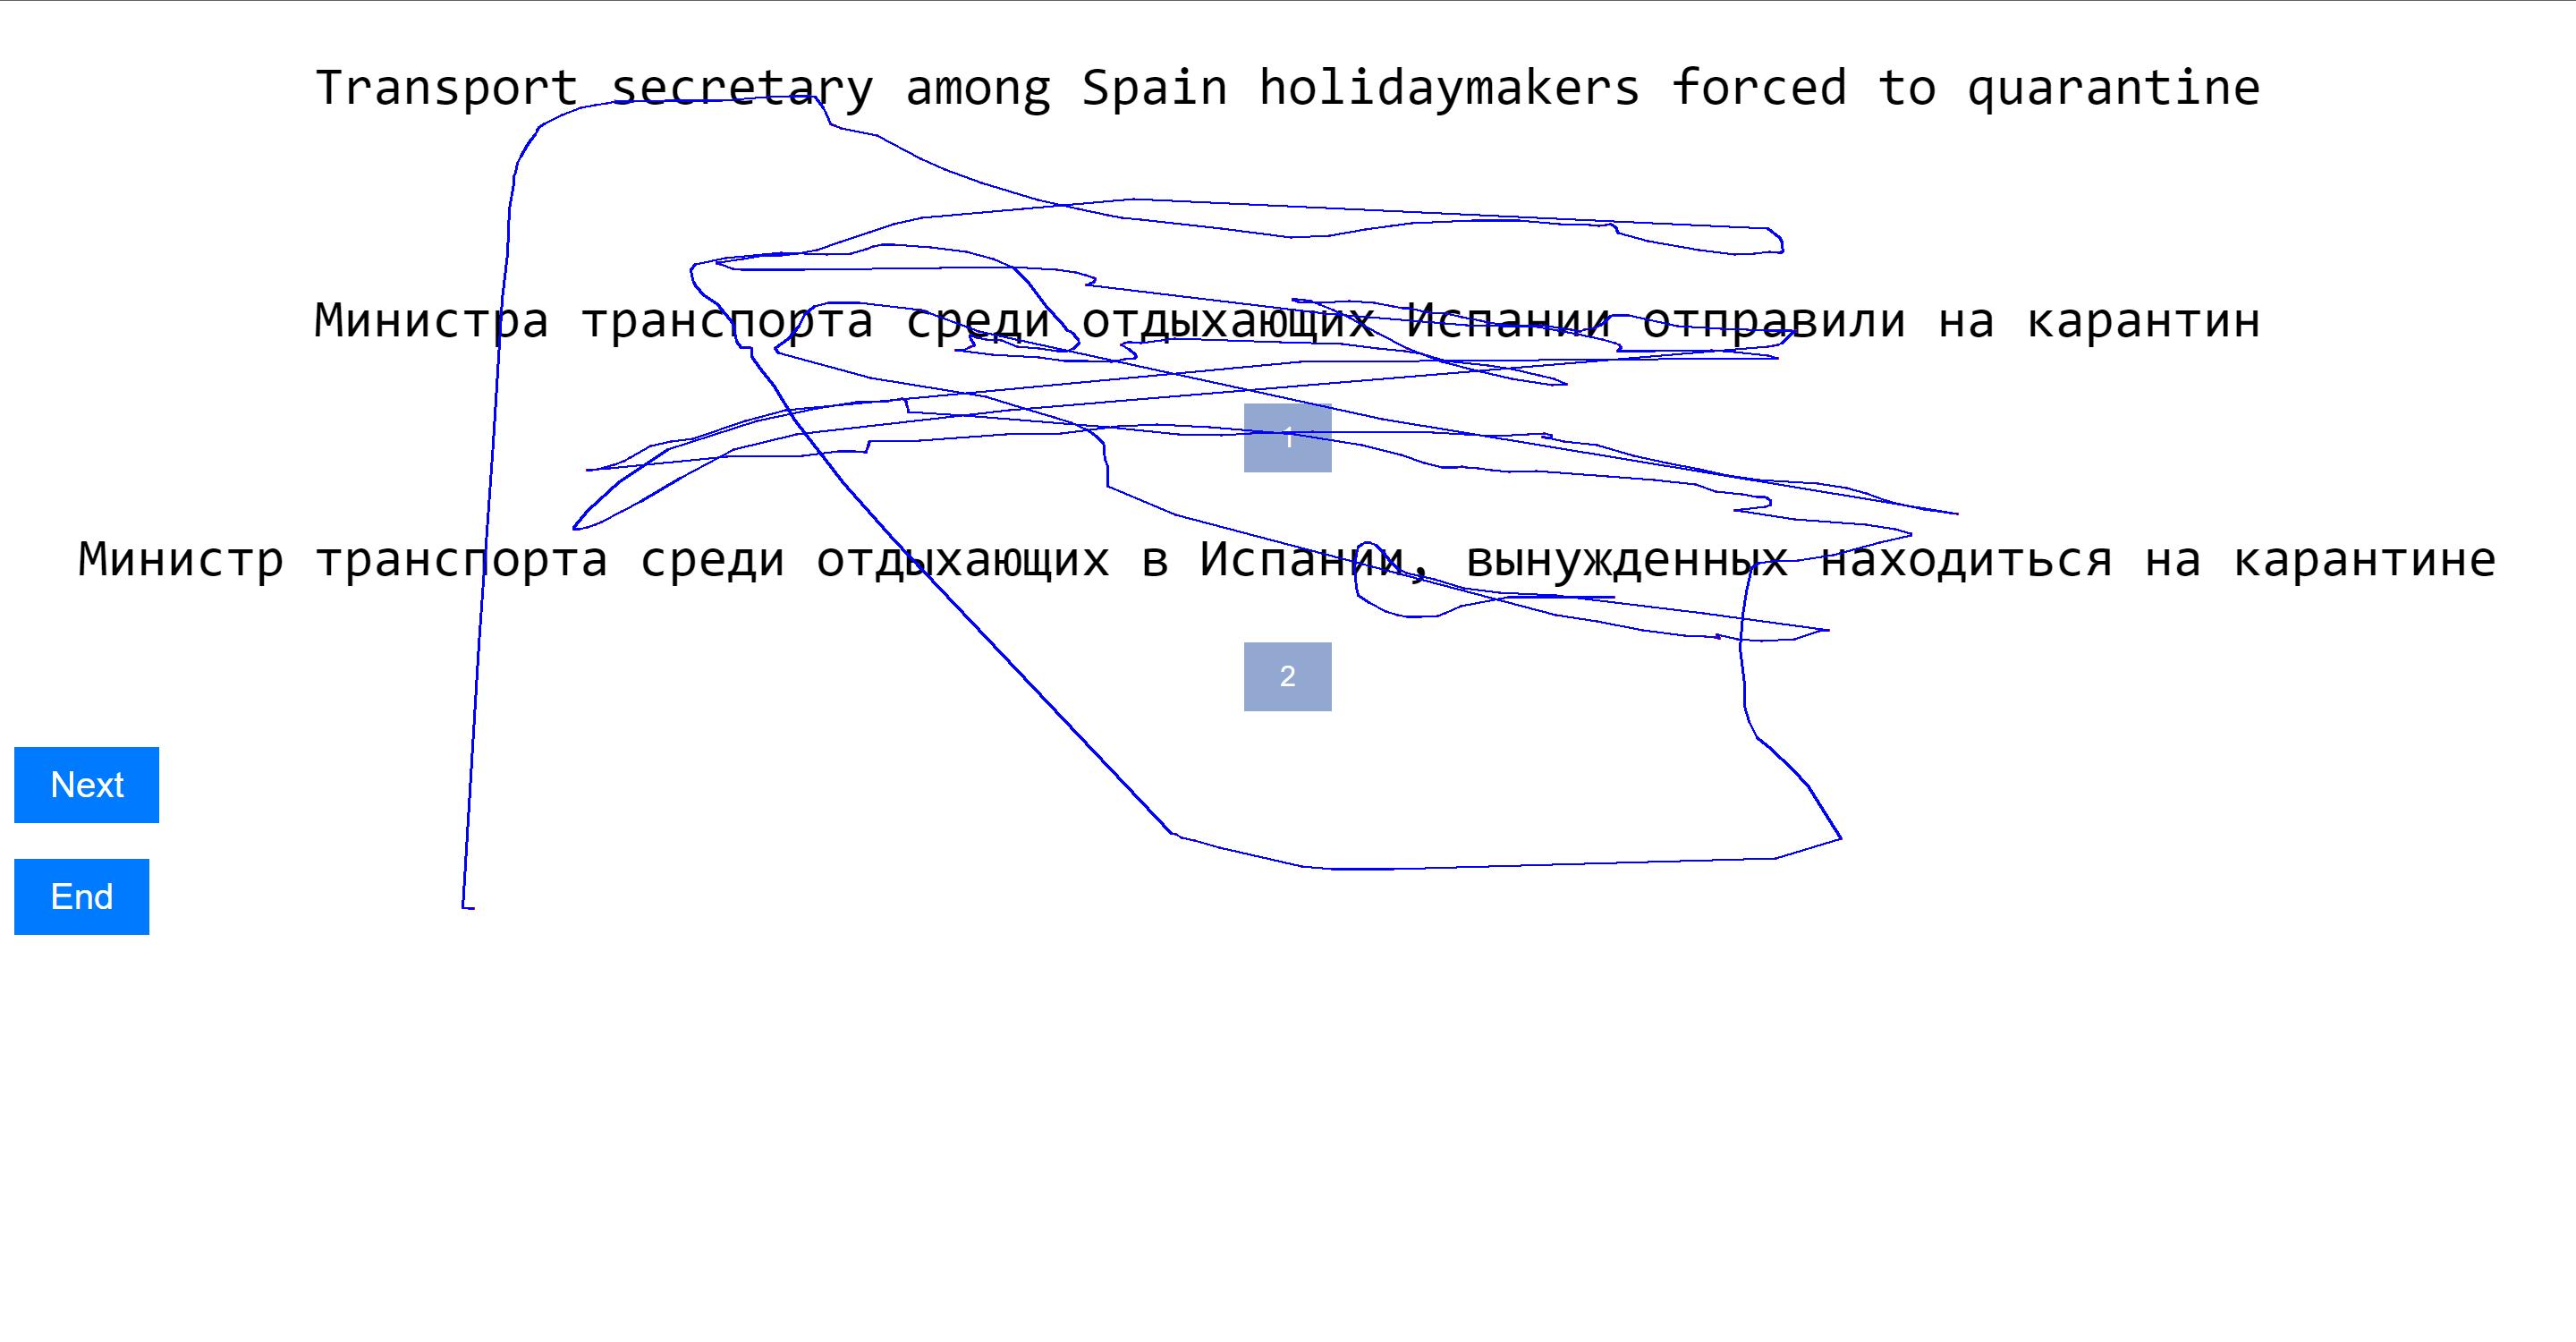 Transport secretary among Spain holidaymakers forced to quarantine
Министра транспорта среди отдыхающих Испании отправили на карантин
1
Министр транспорта среди отдыхающих в Испании, вынужденных находиться на карантине
2
Next
End